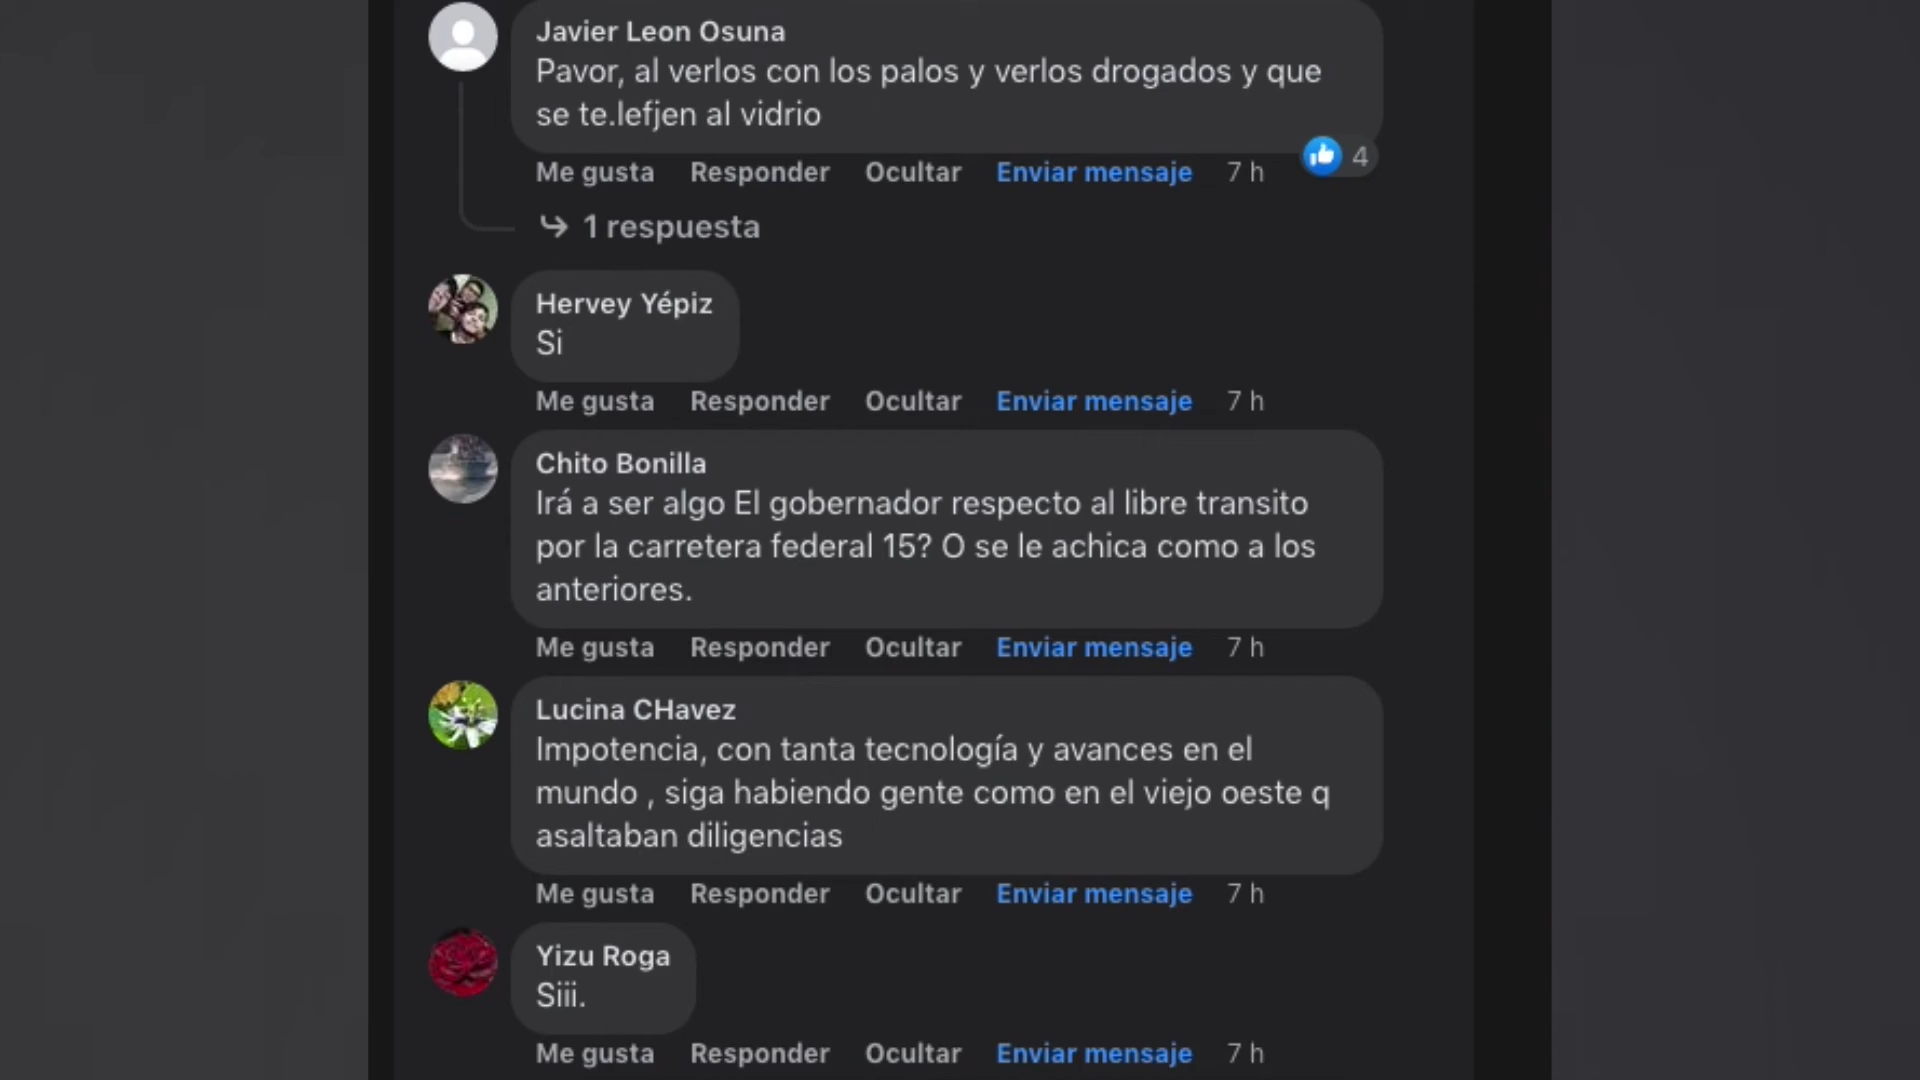 Javier Leon Osuna
Pavor, al verlos con los palos y verlos drogados y que
se te.lefjen al vidrio
4
Me gusta Responder Ocultar Enviar mensaje 7 h
1 respuesta
Hervey Yépiz
Si
Me gusta Responder Ocultar Enviar mensaje 7 h
Chito Bonilla
Irá a ser algo El gobernador respecto al libre transito
por la carretera federal 15? O se le achica como a los
anteriores.
Me gusta Responder Ocultar Enviar mensaje 7 h
Lucina CHavez
Impotencia, con tanta tecnología y avances en el
mundo , siga habiendo gente como en el viejo oeste q
asaltaban diligencias
Me gusta Responder Ocultar Enviar mensaje 7 h
Yizu Roga
Siii.
Me gusta Responder Ocultar Enviar mensaje 7 h